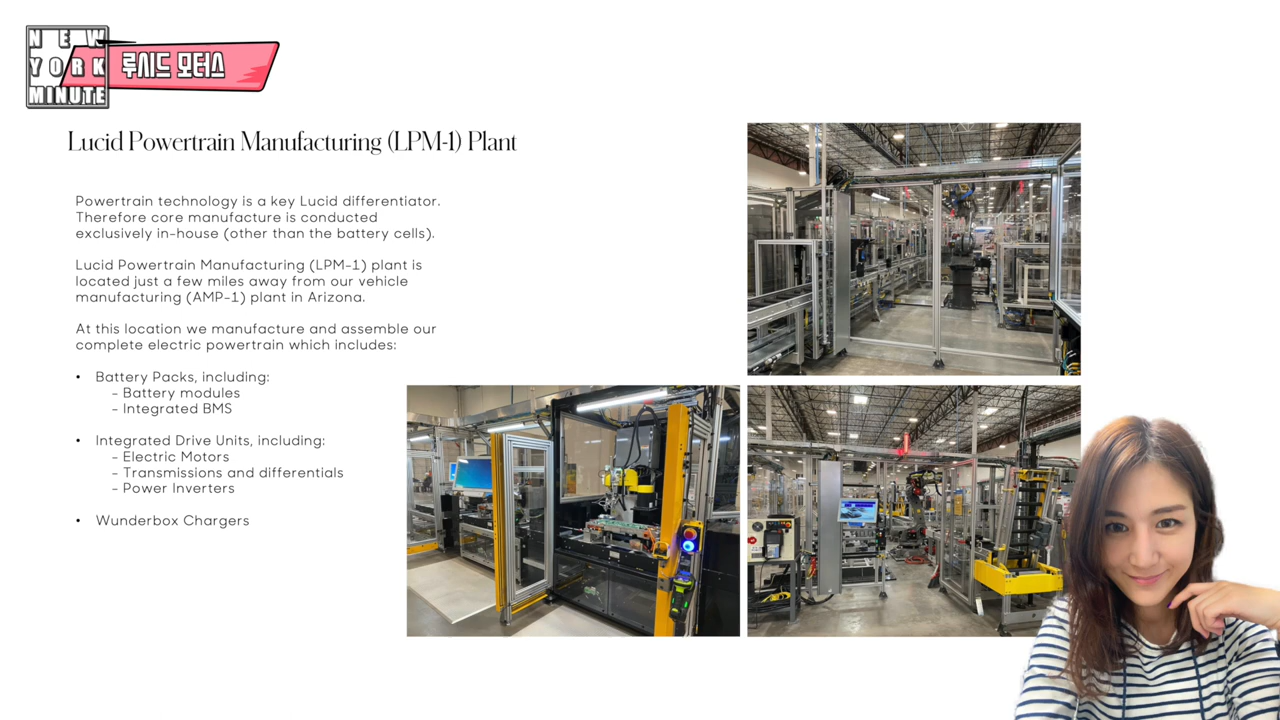 NEW
YORK
MINUTE
루시드 모터스
Lucid Powertrain Manufacturing (LPM-1) Plant
Powertrain technology is a key Lucid differentiator.
Therefore core manufacture is conducted
exclusively in-house (other than the battery cells).
Lucid Powertrain Manufacturing (LPM-1) plant is
located just a few miles away from our vehicle
manufacturing (AMP-1) plant in Arizona.
At this location we manufacture and assemble our
complete electric powertrain which includes:
• Battery Packs, including:
- Battery modules
- Integrated BMS
• Integrated Drive Units, including:
- Electric Motors
- Transmissions and differentials
- Power Inverters
• Wunderbox Chargers